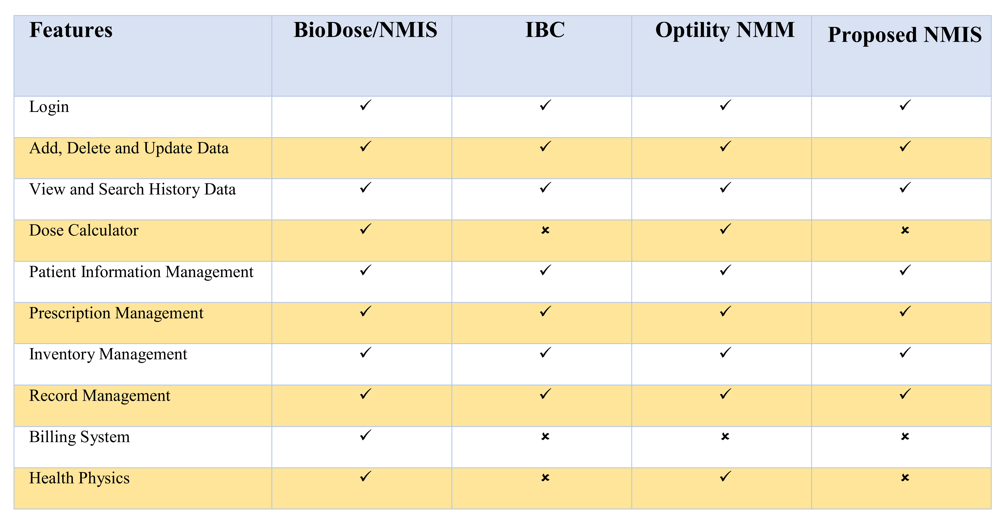 Features BioDose/NMIS IBC Optility NMM Proposed NMIS
Login ✓ ✓ ✓ ✓
Add, Delete and Update Data ✓ ✓ ✓ ✓
View and Search History Data ✓ ✓ ✓ ✓
Dose Calculator ✓ ✘ ✓ ✘
Patient Information Management ✓ ✓ ✓ ✓
Prescription Management ✓ ✓ ✓ ✓
Inventory Management ✓ ✓ ✓ ✓
Record Management ✓ ✓ ✓ ✓
Billing System ✓ ✘ ✘ ✘
Health Physics ✓ ✘ ✓ ✘